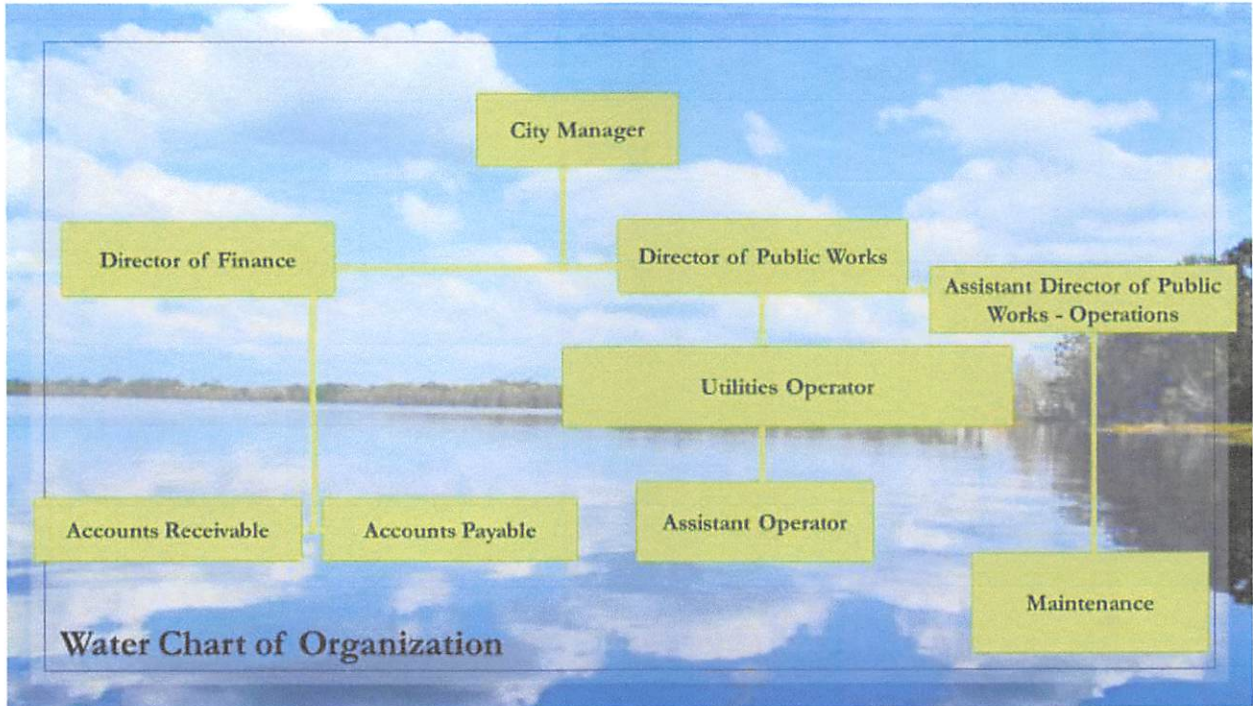 City Manager
Director of Finance
Director of Public Works
Assistant Director of Public
Works - Operations
Utilities Operator
Accounts Receivable
Accounts Payable
Assistant Operator
Maintenance
Water Chart of Organization